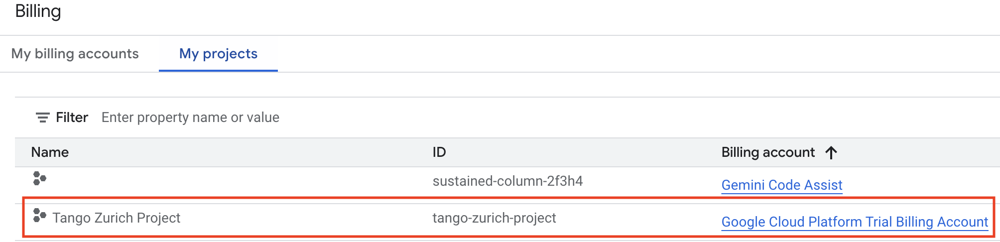 Billing
My billing accounts My projects
Filter Enter property name or value
Name ID Billing account
sustained-column-2f3h4 Gemini Code Assist
Tango Zurich Project tango-zurich-project Google Cloud Platform Trial Billing Account